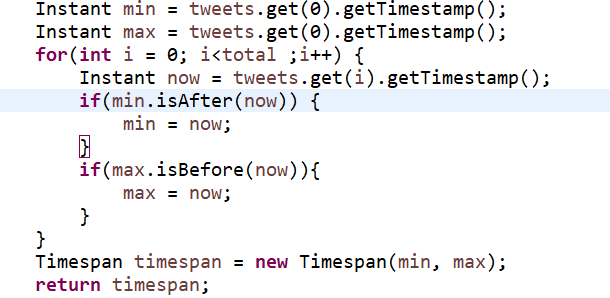 Instant min = tweets.get(0).getTimestamp();
Instant max = tweets.get(0).getTimestamp();
for(int i = 0; i<total ;i++) {
    Instant now = tweets.get(i).getTimestamp();
    if(min.isAfter(now)) {
        min = now;
    }
    if(max.isBefore(now)){
        max = now;
    }
}
Timespan timespan = new Timespan(min, max);
return timespan;